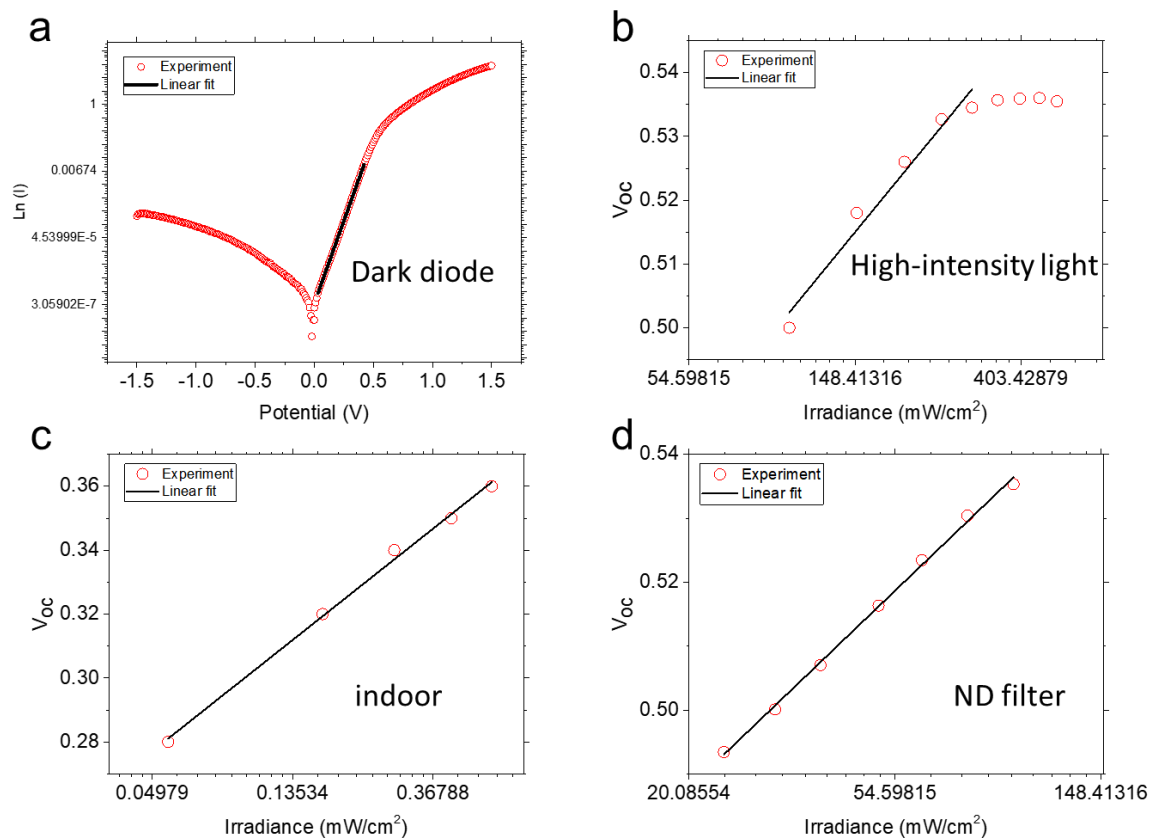 a
Experiment
Linear fit
Ln (I)
1
0.00674
4.53999E-5
3.05902E-7
Dark diode
-1.5 -1.0 -0.5 0.0 0.5 1.0 1.5
Potential (V)
b
Experiment
Linear fit
Voc
0.54
0.53
0.52
0.51
0.50
High-intensity light
54.59815 148.41316 403.42879
Irradiance (mW/cm²)
c
Experiment
Linear fit
VOC
0.36
0.34
0.32
0.30
0.28
indoor
0.04979 0.13534 0.36788
Irradiance (mW/cm²)
d
Experiment
Linear fit
Voc
0.54
0.52
0.50
ND filter
20.08554 54.59815 148.41316
Irradiance (mW/cm²)